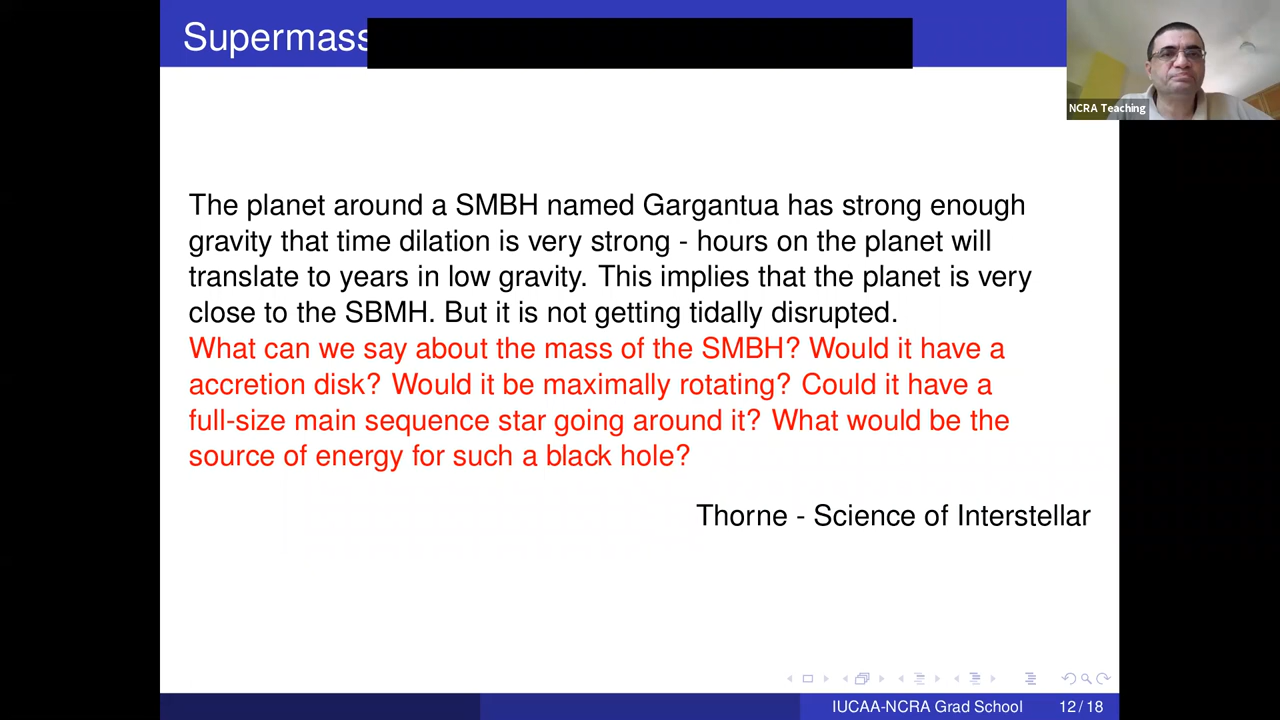 Supermass
NCRA Teaching
The planet around a SMBH named Gargantua has strong enough
gravity that time dilation is very strong - hours on the planet will
translate to years in low gravity. This implies that the planet is very
close to the SBMH. But it is not getting tidally disrupted.
What can we say about the mass of the SMBH? Would it have a
accretion disk? Would it be maximally rotating? Could it have a
full-size main sequence star going around it? What would be the
source of energy for such a black hole?
Thorne - Science of Interstellar
IUCAA-NCRA Grad School 12 / 18